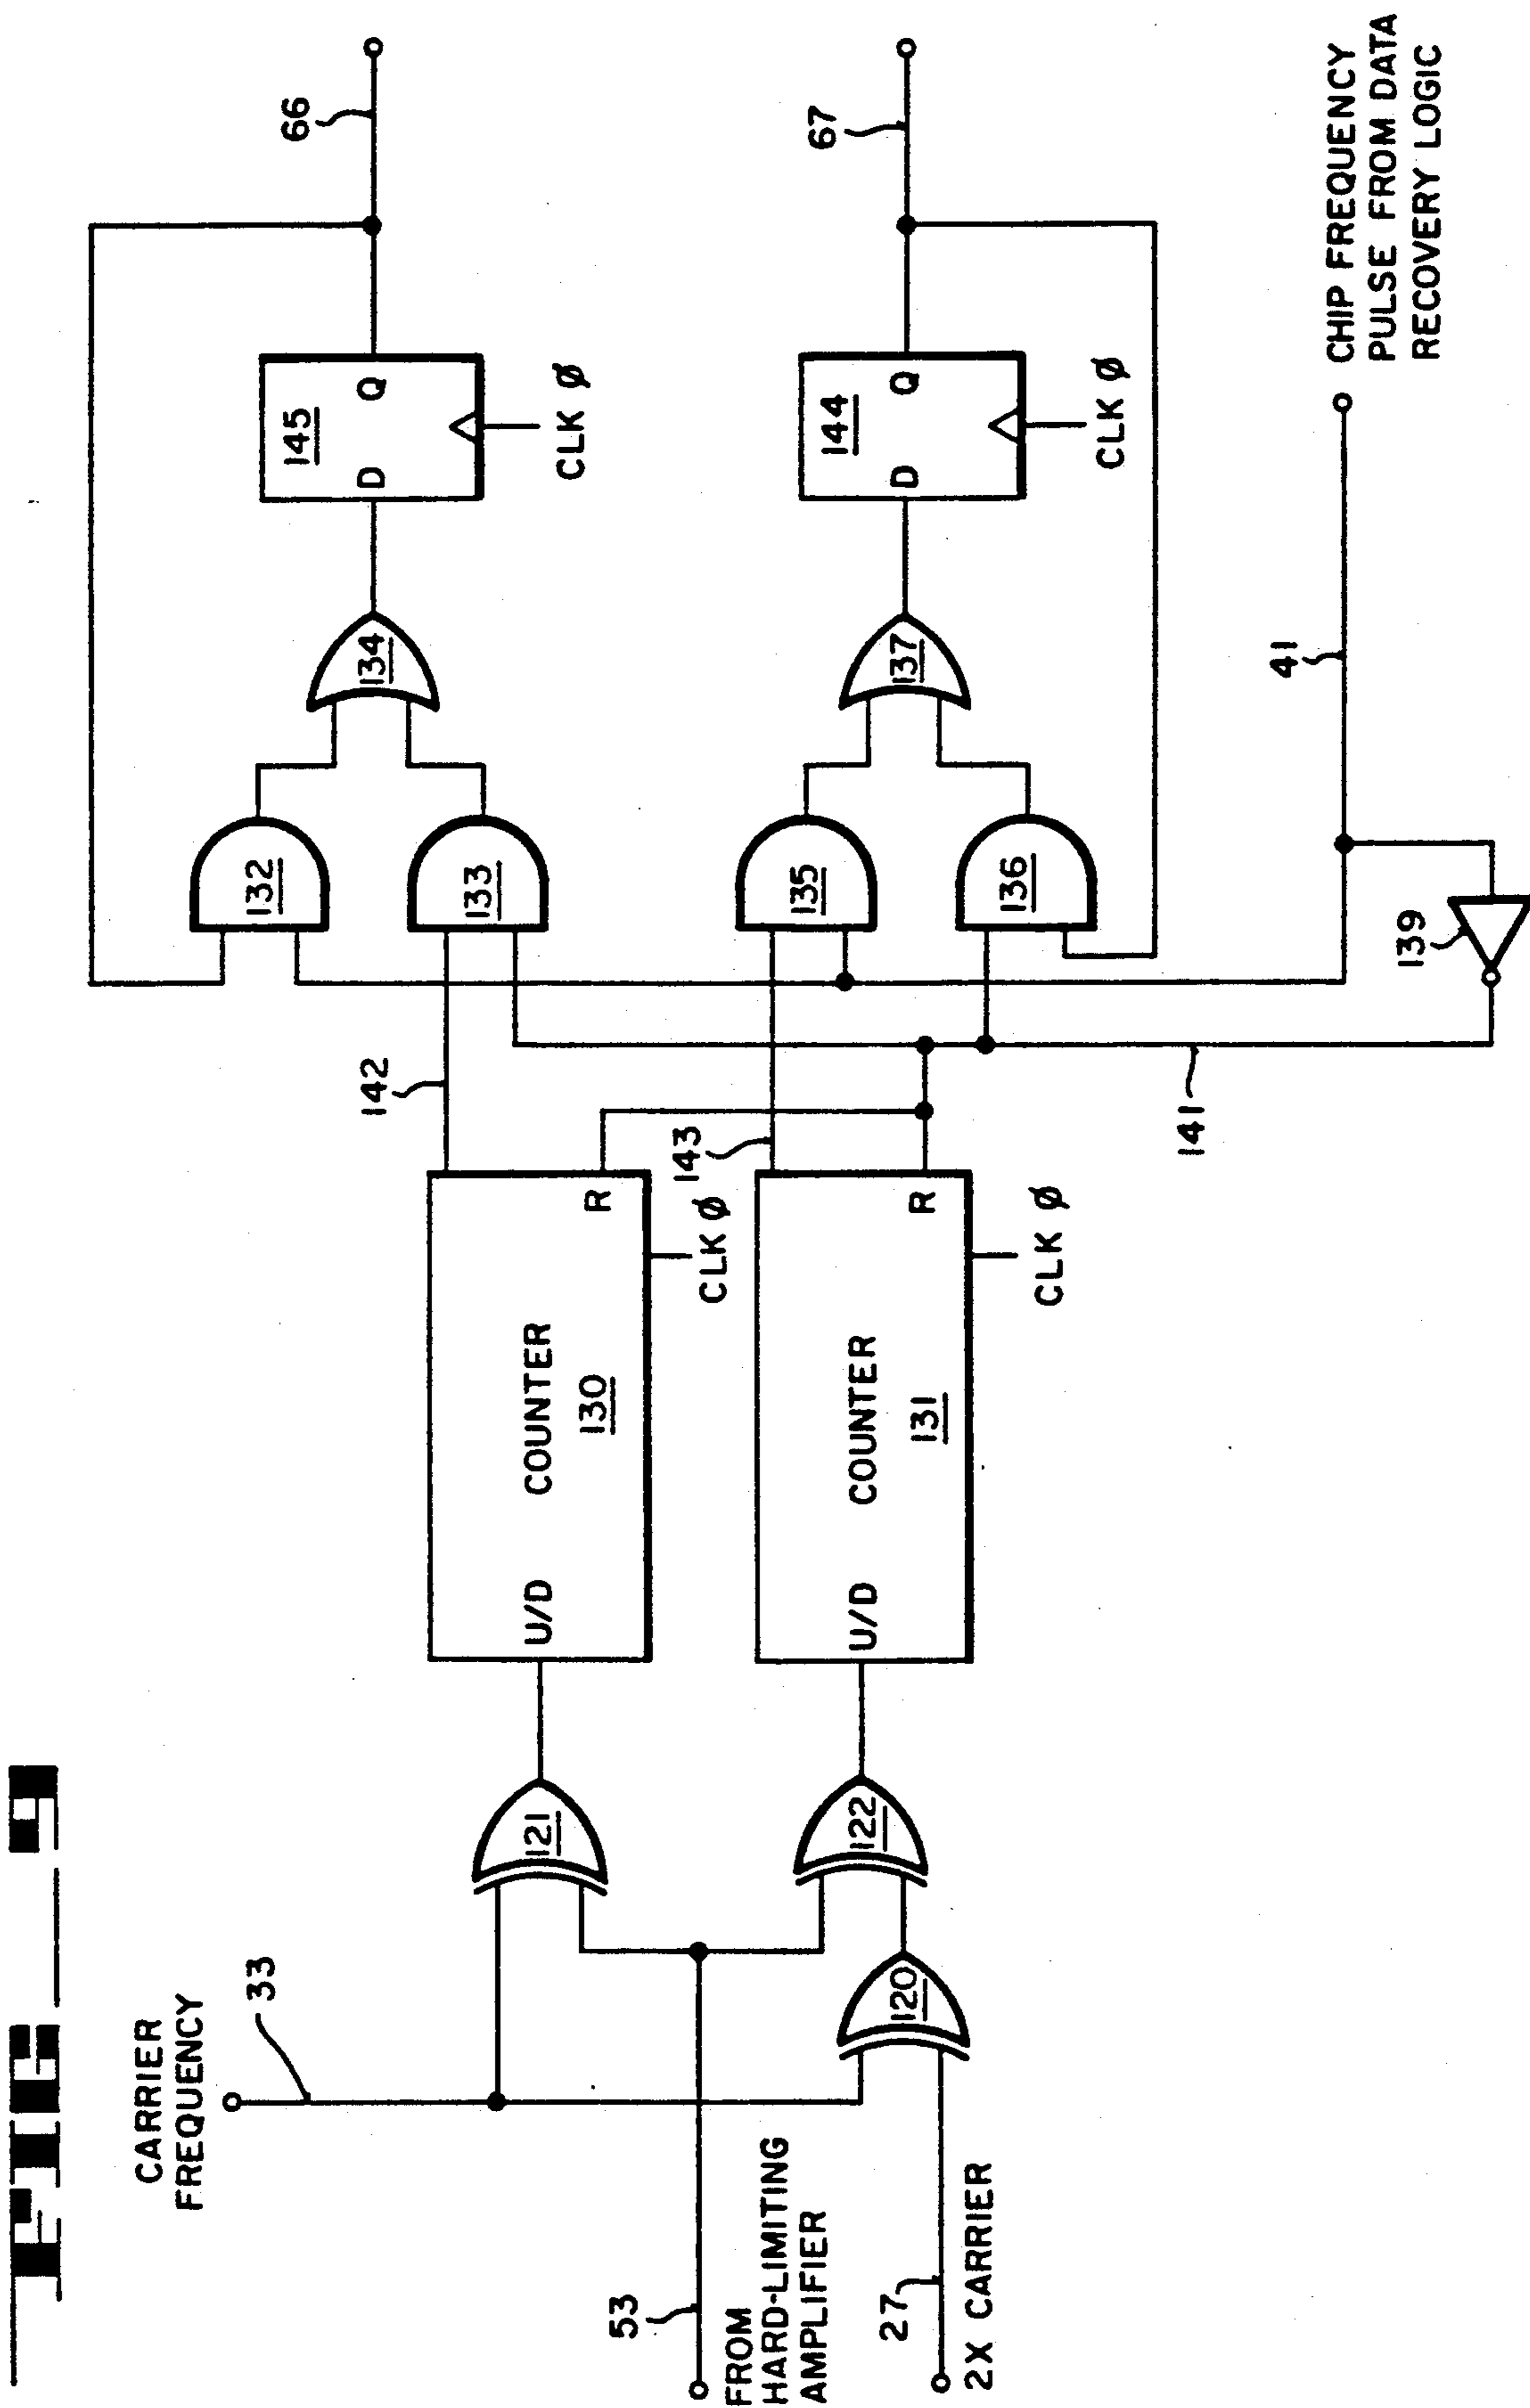 FIG_9
CARRIER
FREQUENCY
33
53
FROM
HARD-LIMITING
AMPLIFIER
27
2X CARRIER
121
120
122
U/D
COUNTER
130
R
CLK Ø
U/D
COUNTER
131
R
CLK Ø
142
143
141
132
133
135
136
139
134
137
145
D
Q
CLK Ø
144
D
Q
CLK Ø
66
67
41
CHIP FREQUENCY
PULSE FROM DATA
RECOVERY LOGIC